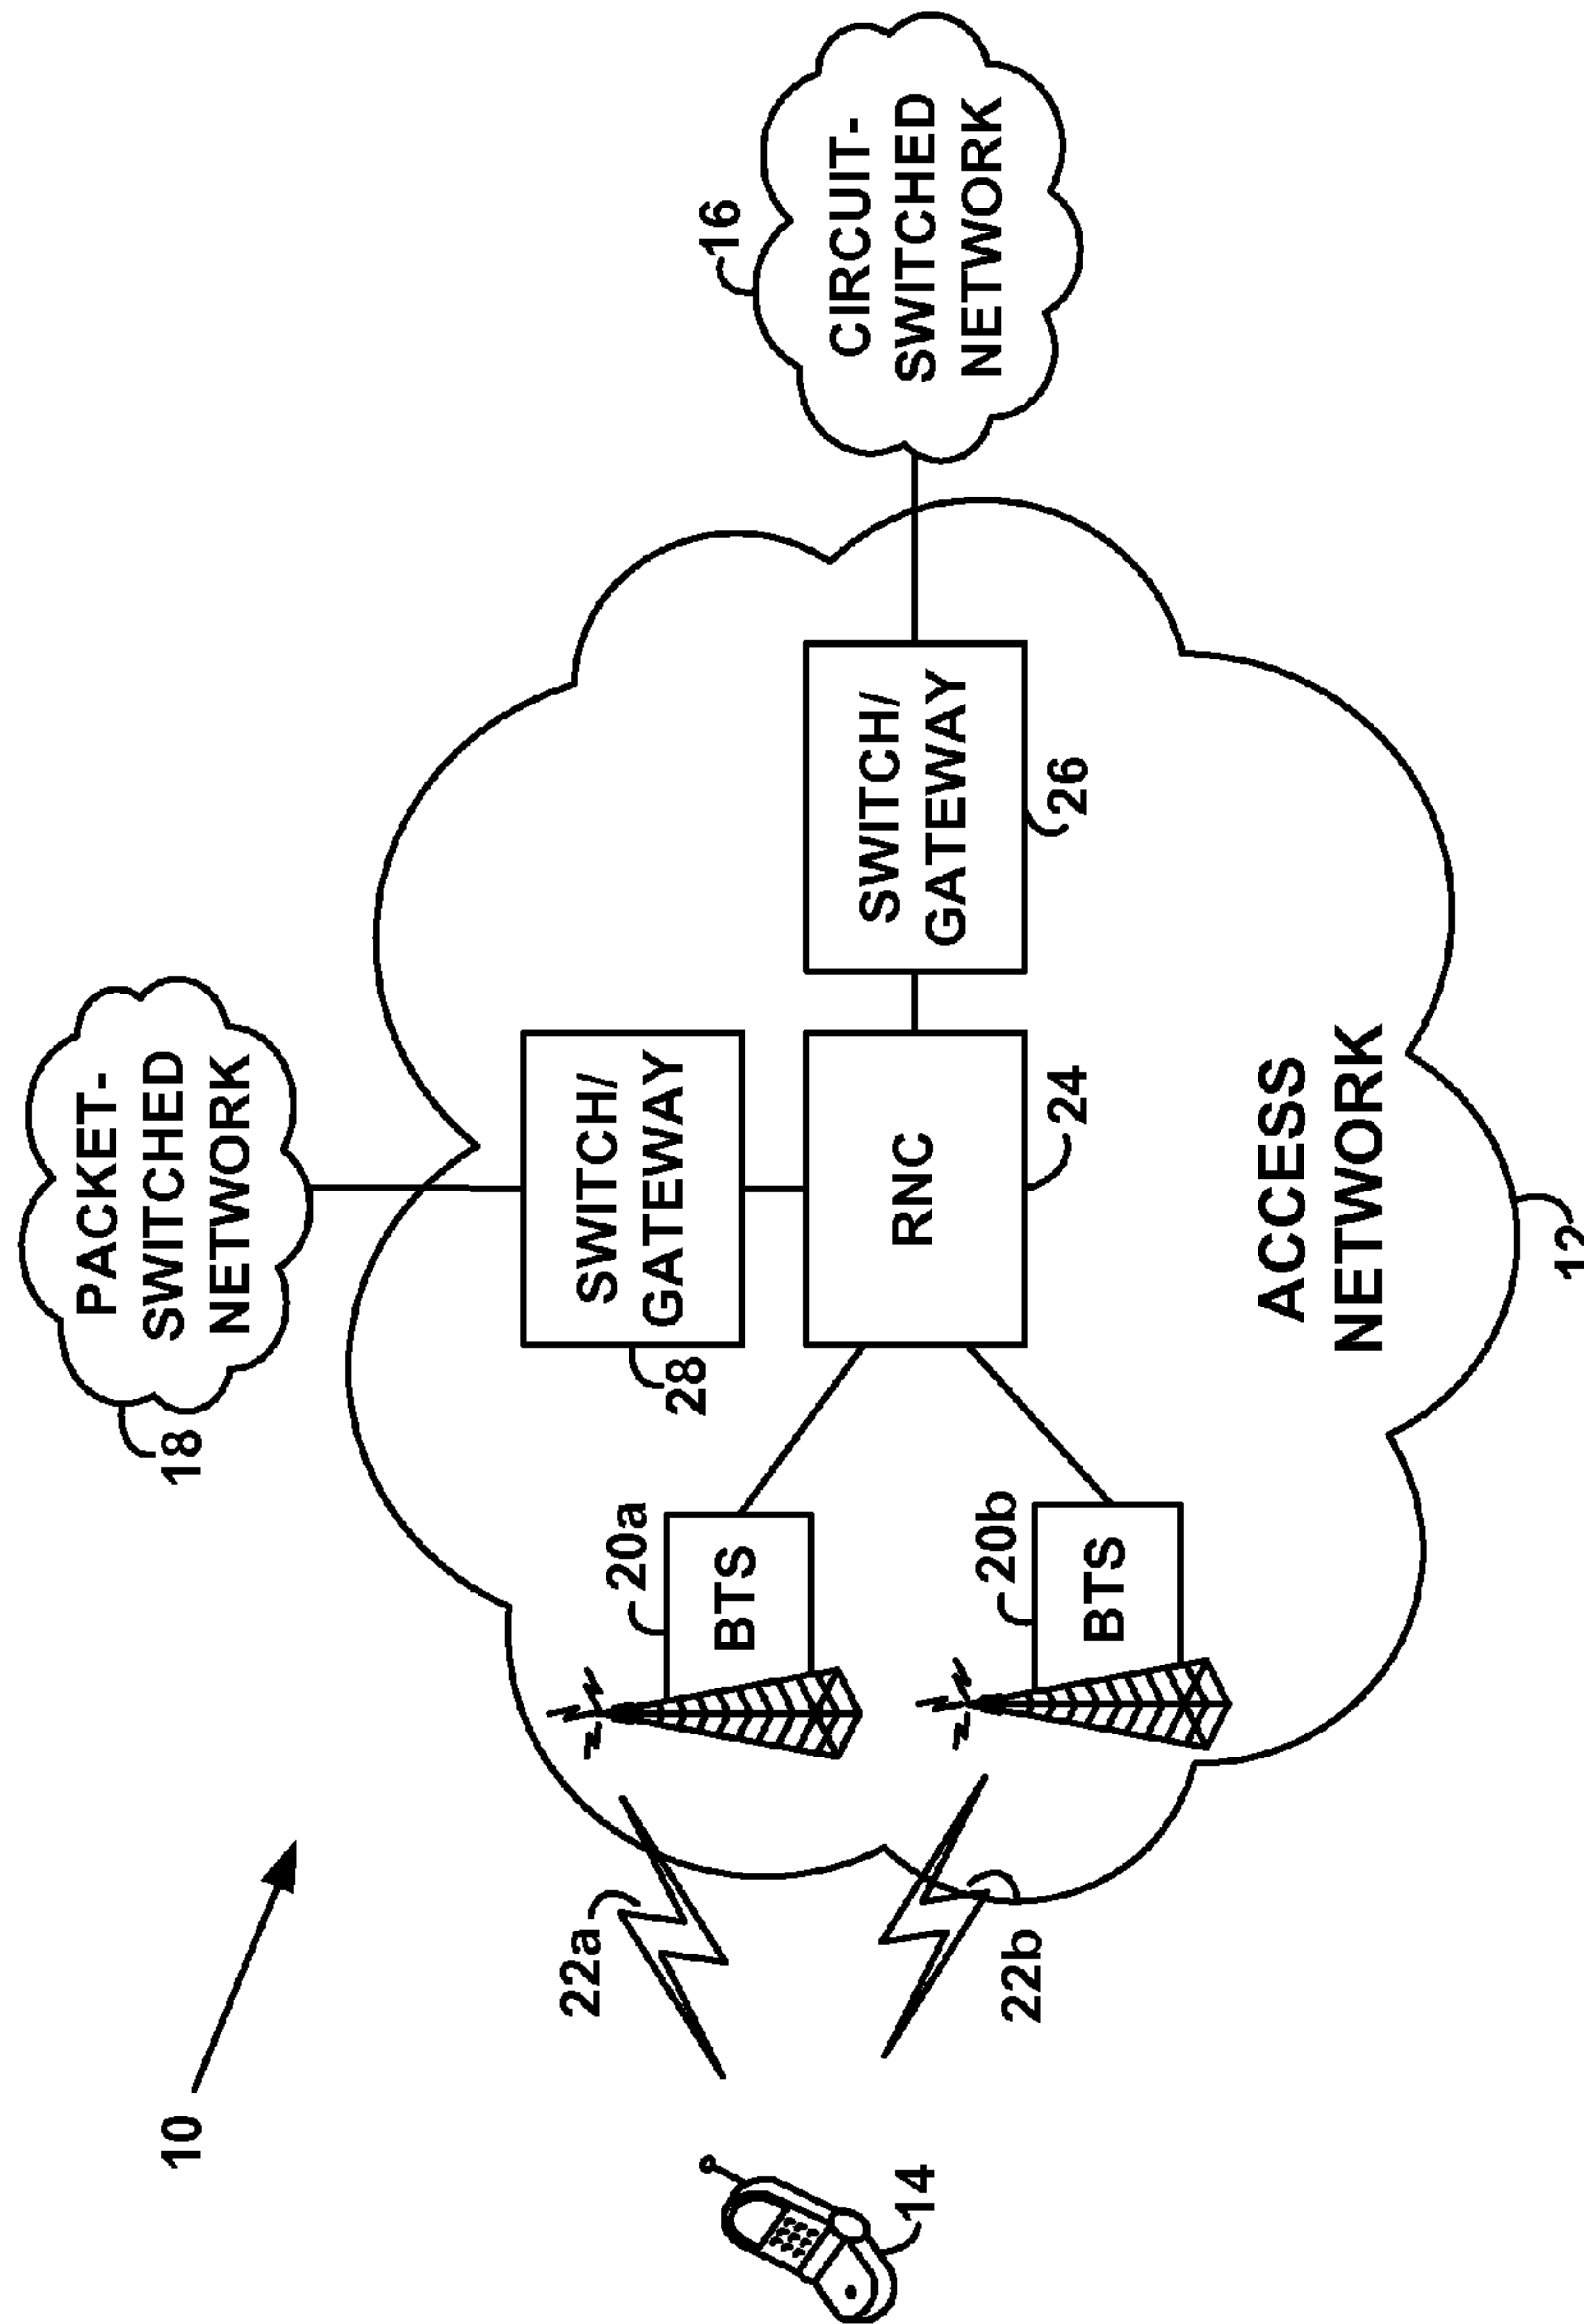 10
18
PACKET-
SWITCHED
NETWORK
16
CIRCUIT-
SWITCHED
NETWORK
28
SWITCH/
GATEWAY
20a
BTS
22a
RNC
24
SWITCH/
GATEWAY
26
14
22b
20b
BTS
ACCESS
NETWORK
12